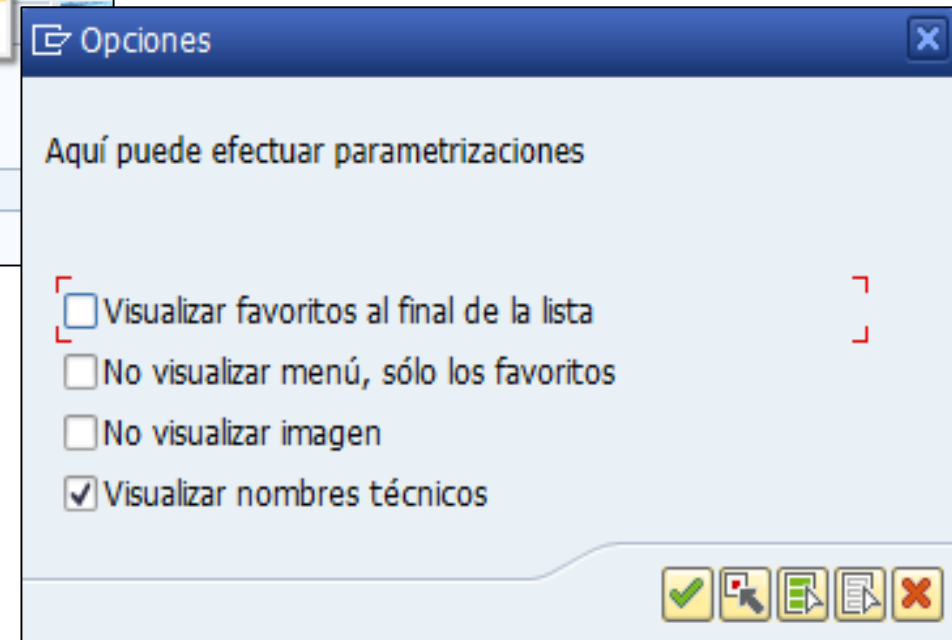 Opciones
Aquí puede efectuar parametrizaciones
Visualizar favoritos al final de la lista
No visualizar menú, sólo los favoritos
No visualizar imagen
Visualizar nombres técnicos